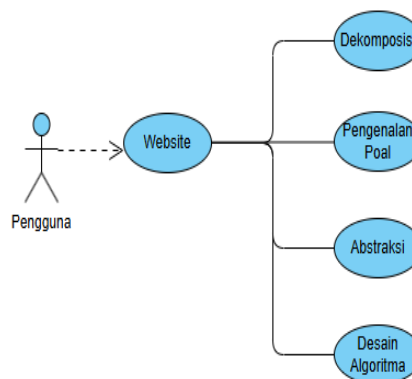 Dekomposis
Website
Pengenalan
Poal
Pengguna
Abstraksi
Desain
Algoritma